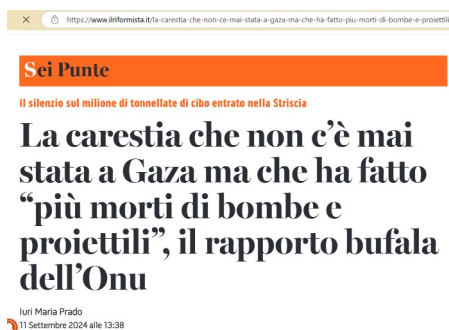 https://www.ilriformista.it/la-carestia-che-non-ce-mai-stata-a-gaza-ma-che-ha-fatto-piu-morti-di-bombe-e-proiettili
Sei Punte
Il silenzio sul milione di tonnellate di cibo entrato nella Striscia
La carestia che non c’è mai
stata a Gaza ma che ha fatto
“più morti di bombe e
proiettili”, il rapporto bufala
dell’Onu
Iuri Maria Prado
11 Settembre 2024 alle 13:38